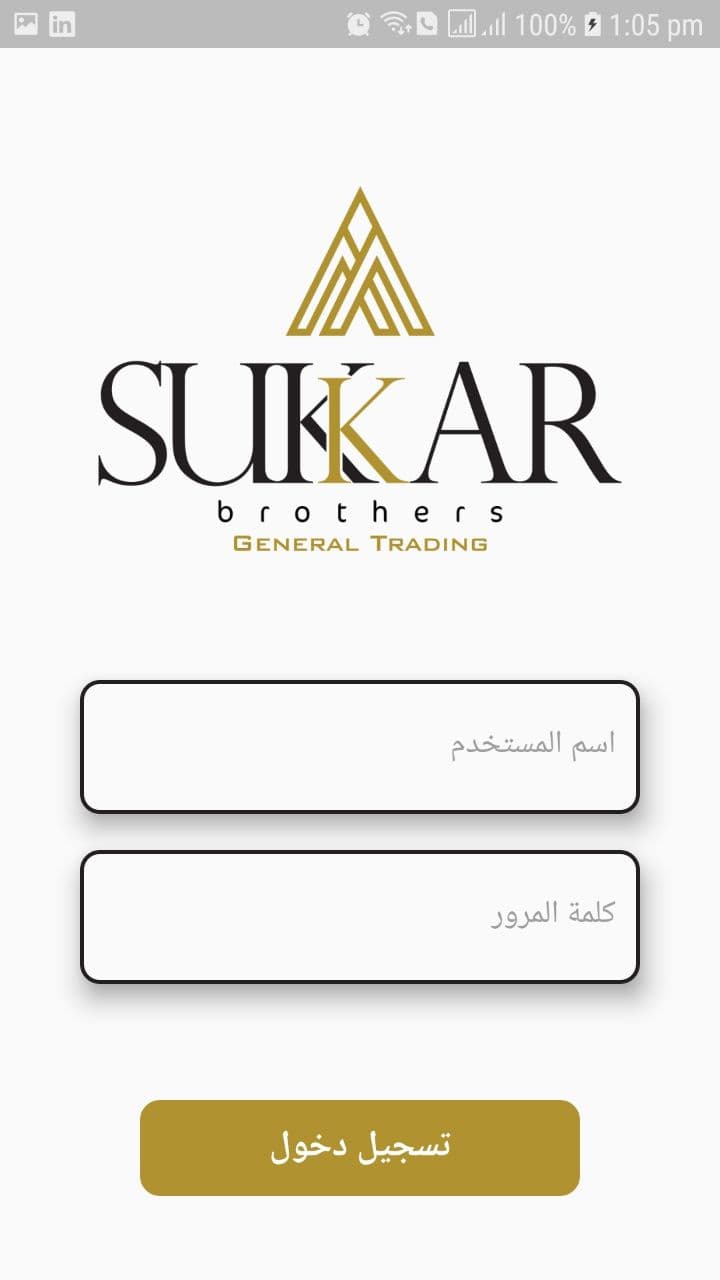 100% 1:05 pm
SUKKAR
brothers
GENERAL TRADING
اسم المستخدم
كلمة المرور
تسجيل دخول